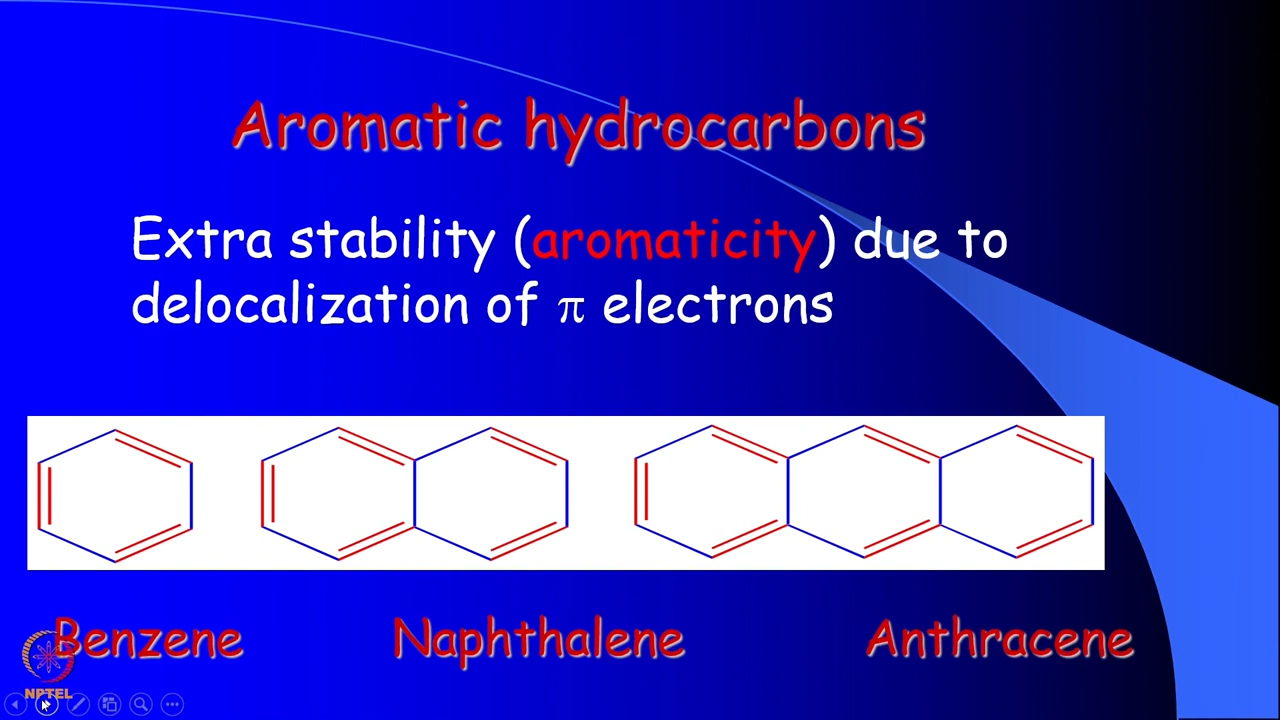 Aromatic hydrocarbons
Extra stability (aromaticity) due to
delocalization of π electrons
Benzene
Naphthalene
Anthracene
NPTEL